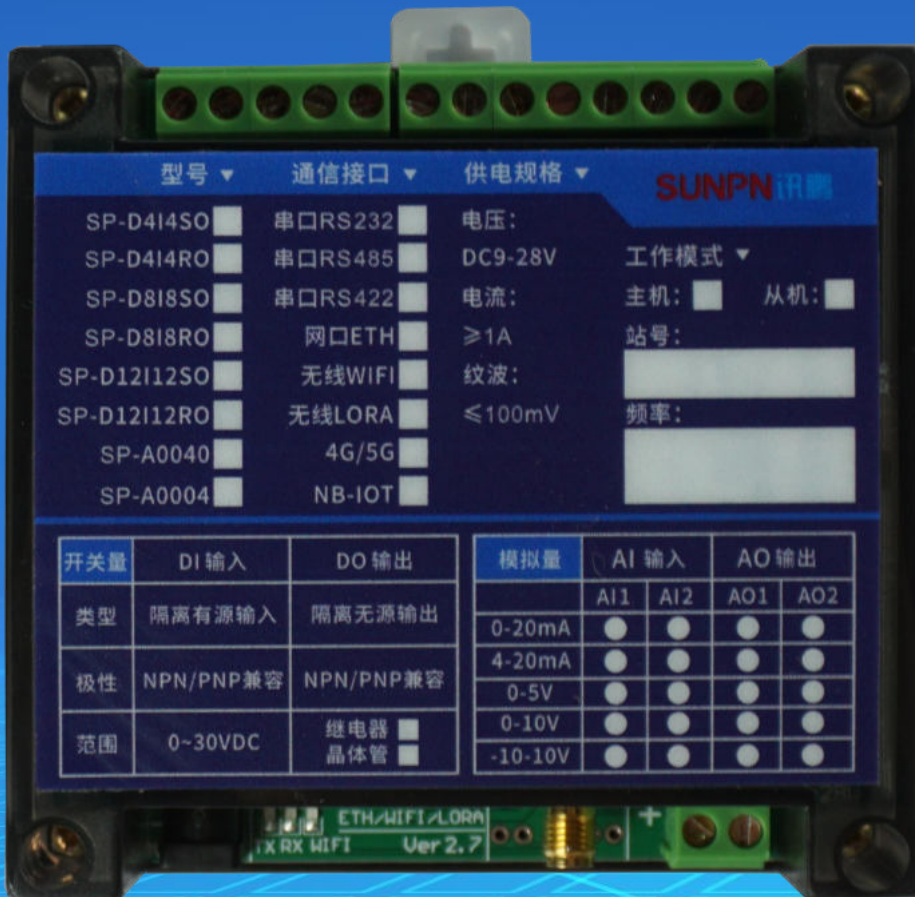 型号 ▼ 通信接口 ▼ 供电规格 ▼ SUNPN讯鹏
SP-D4I4SO 串口RS232 电压:
SP-D4I4RO 串口RS485 DC9-28V 工作模式 ▼
SP-D8I8SO 串口RS422 电流: 主机: 从机:
SP-D8I8RO 网口ETH ≥1A 站号:
SP-D12I12SO 无线WIFI 纹波:
SP-D12I12RO 无线LORA ≤100mV 频率:
SP-A0040 4G/5G
SP-A0004 NB-IOT
开关量 DI 输入 DO 输出
类型 隔离有源输入 隔离无源输出
极性 NPN/PNP兼容 NPN/PNP兼容
范围 0~30VDC 继电器
晶体管
模拟量 AI 输入 AO 输出
AI1 AI2 AO1 AO2
0-20mA
4-20mA
0-5V
0-10V
-10-10V
ETH/WIFI/LORA +
TX RX WIFI Ver2.7